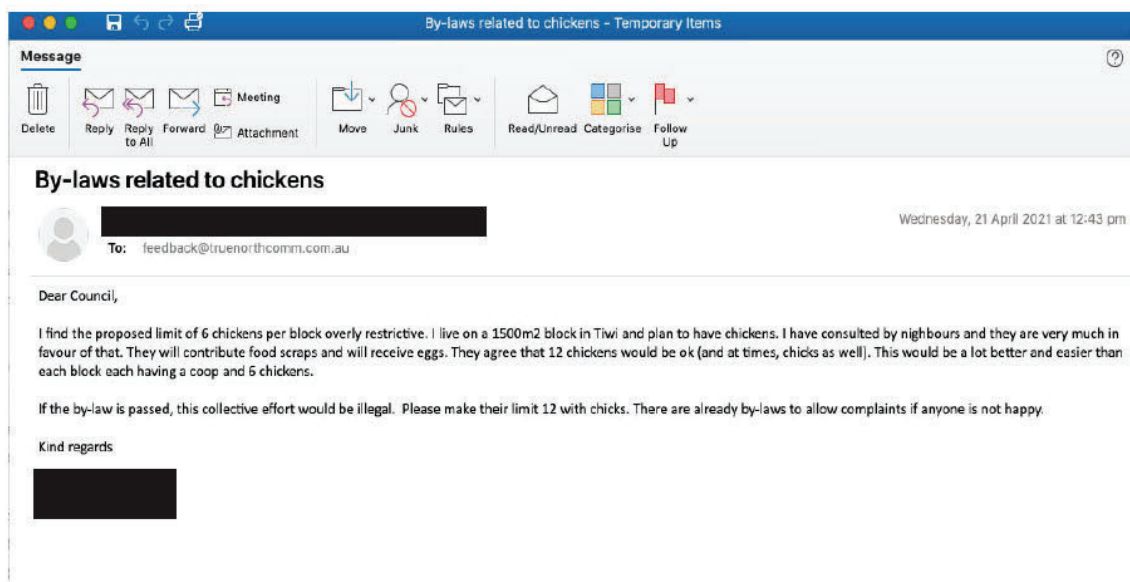 By-laws related to chickens – Temporary Items
Message
Delete
Reply
Reply to All
Forward
Meeting
Attachment
Move
Junk
Rules
Read/Unread
Categorise
Follow Up
By-laws related to chickens
Wednesday, 21 April 2021 at 12:43 pm
To: feedback@truenorthcomm.com.au
Dear Council,
I find the proposed limit of 6 chickens per block overly restrictive. I live on a 1500m2 block in Tiwi and plan to have chickens. I have consulted by nighbours and they are very much in
favour of that. They will contribute food scraps and will receive eggs. They agree that 12 chickens would be ok (and at times, chicks as well). This would be a lot better and easier than
each block each having a coop and 6 chickens.
If the by-law is passed, this collective effort would be illegal.  Please make their limit 12 with chicks. There are already by-laws to allow complaints if anyone is not happy.
Kind regards